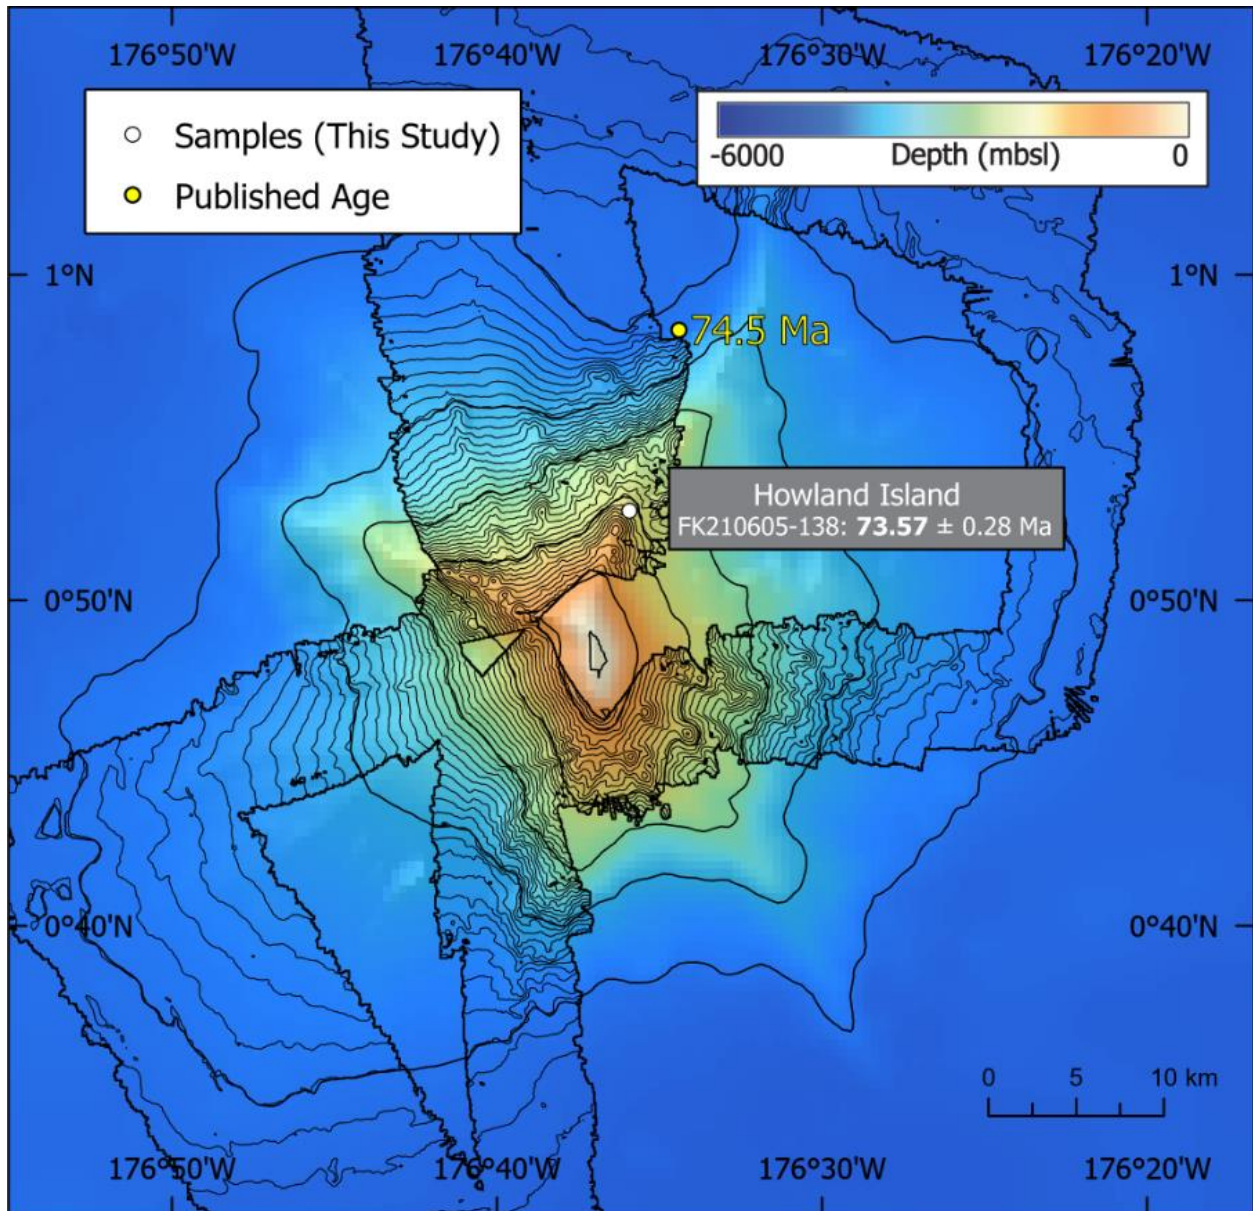 176°50'W 176°40'W 176°30'W 176°20'W
Samples (This Study)
Published Age
-6000 Depth (mbsl) 0
1°N 1°N
74.5 Ma
Howland Island
FK210605-138: 73.57 ± 0.28 Ma
0°50'N 0°50'N
0°40'N 0°40'N
0 5 10 km
176°50'W 176°40'W 176°30'W 176°20'W